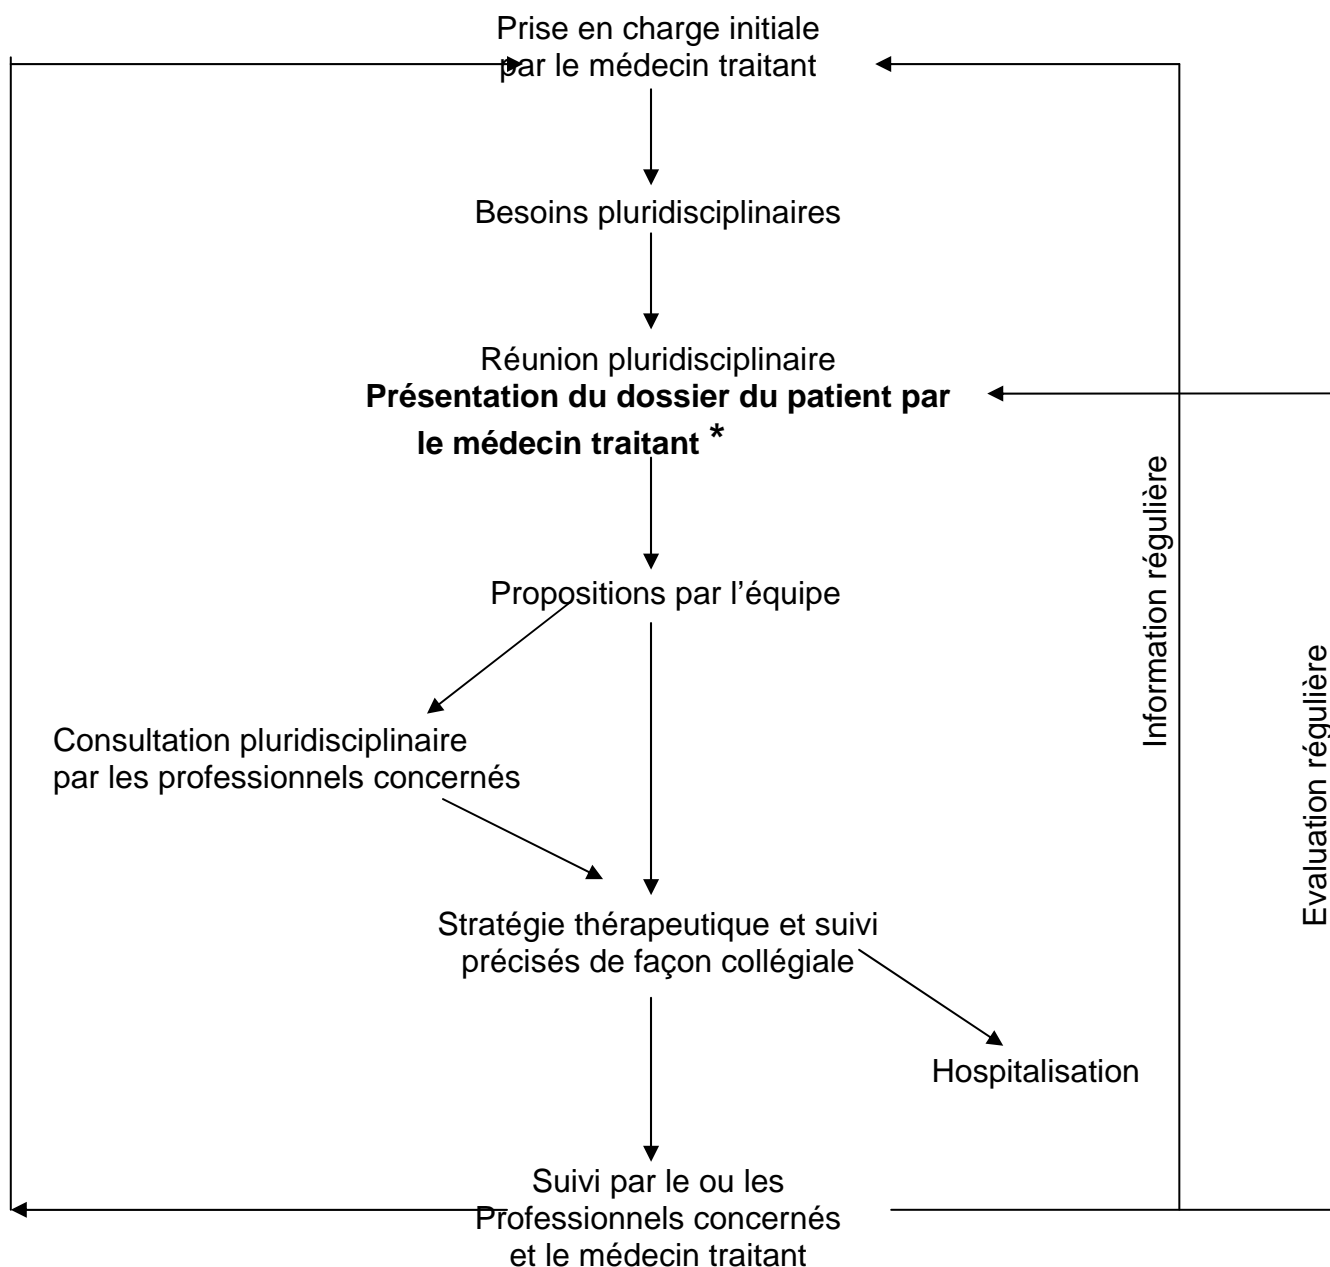 Prise en charge initiale
par le médecin traitant
Besoins pluridisciplinaires
Réunion pluridisciplinaire
Présentation du dossier du patient par
le médecin traitant *
Information régulière
Propositions par l’équipe
Evaluation régulière
Consultation pluridisciplinaire
par les professionnels concernés
Stratégie thérapeutique et suivi
précisés de façon collégiale
Hospitalisation
Suivi par le ou les
Professionnels concernés
et le médecin traitant